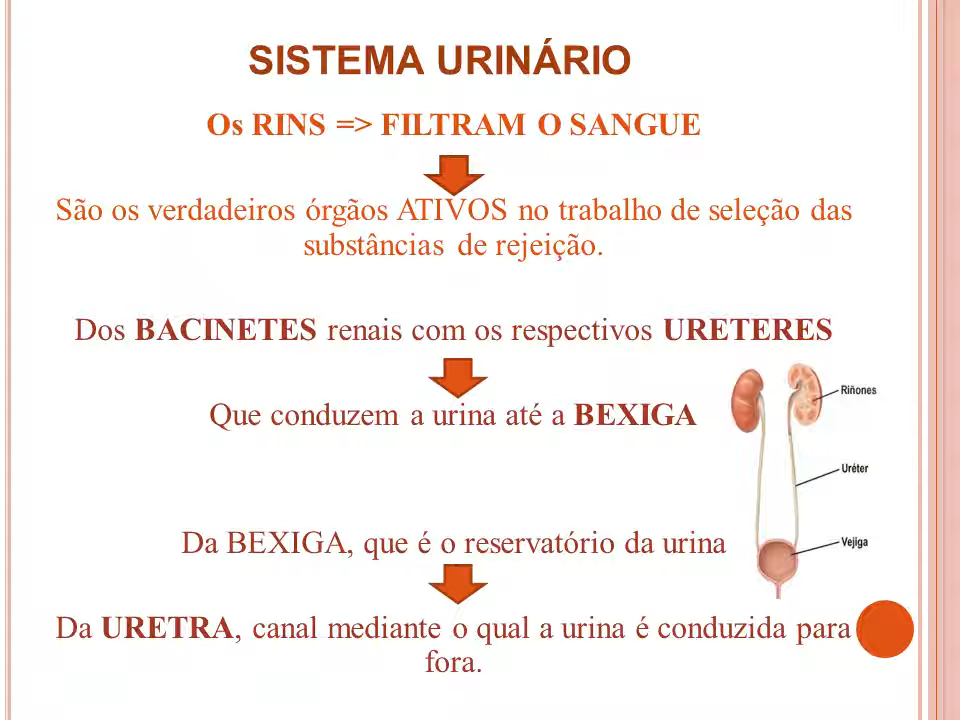 SISTEMA URINÁRIO
Os RINS => FILTRAM O SANGUE
São os verdadeiros órgãos ATIVOS no trabalho de seleção das
substâncias de rejeição.
Dos BACINETES renais com os respectivos URETERES
Que conduzem a urina até a BEXIGA
Riñones
Uréter
Da BEXIGA, que é o reservatório da urina
Vejiga
Da URETRA, canal mediante o qual a urina é conduzida para
fora.